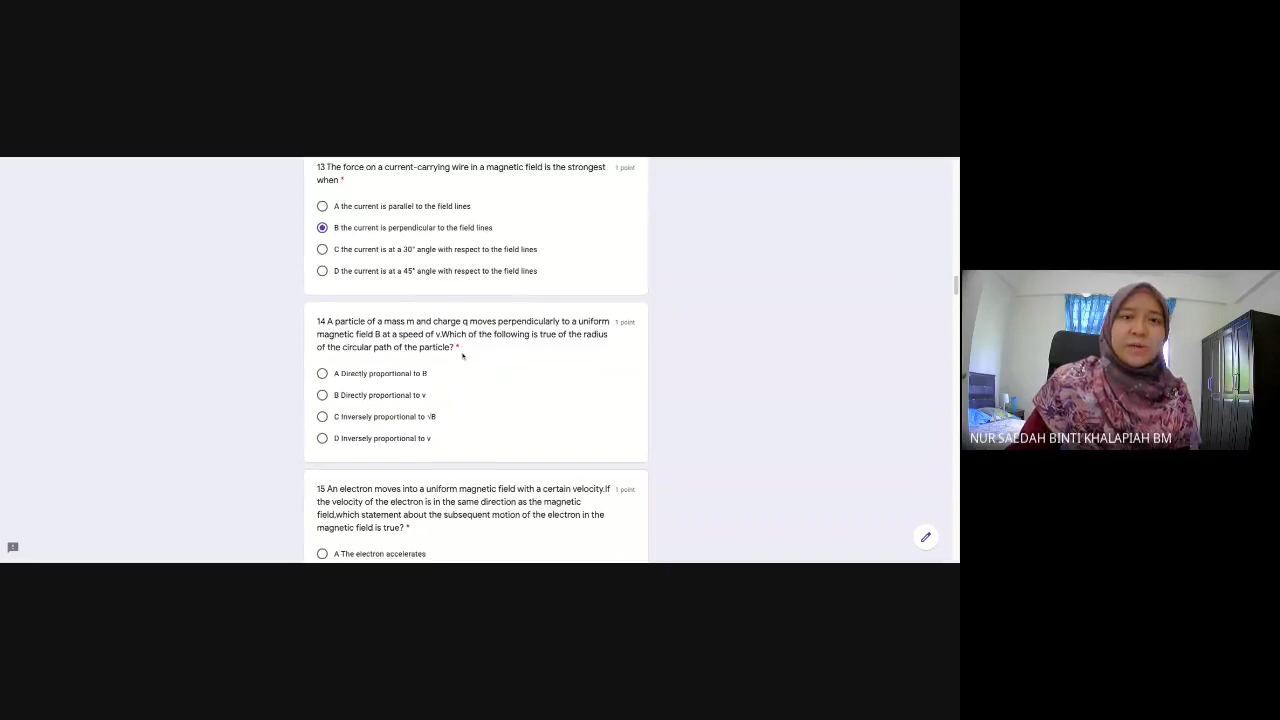 13 The force on a current-carrying wire in a magnetic field is the strongest
when *
1 point
A the current is parallel to the field lines
B the current is perpendicular to the field lines
C the current is at a 30° angle with respect to the field lines
D the current is at a 45° angle with respect to the field lines
14 A particle of a mass m and charge q moves perpendicularly to a uniform
magnetic field B at a speed of v.Which of the following is true of the radius
of the circular path of the particle? *
1 point
A Directly proportional to B
B Directly proportional to v
C Inversely proportional to √B
D Inversely proportional to v
15 An electron moves into a uniform magnetic field with a certain velocity.If
the velocity of the electron is in the same direction as the magnetic
field,which statement about the subsequent motion of the electron in the
magnetic field is true? *
1 point
A The electron accelerates
NUR SAEDAH BINTI KHALAPIAH BM